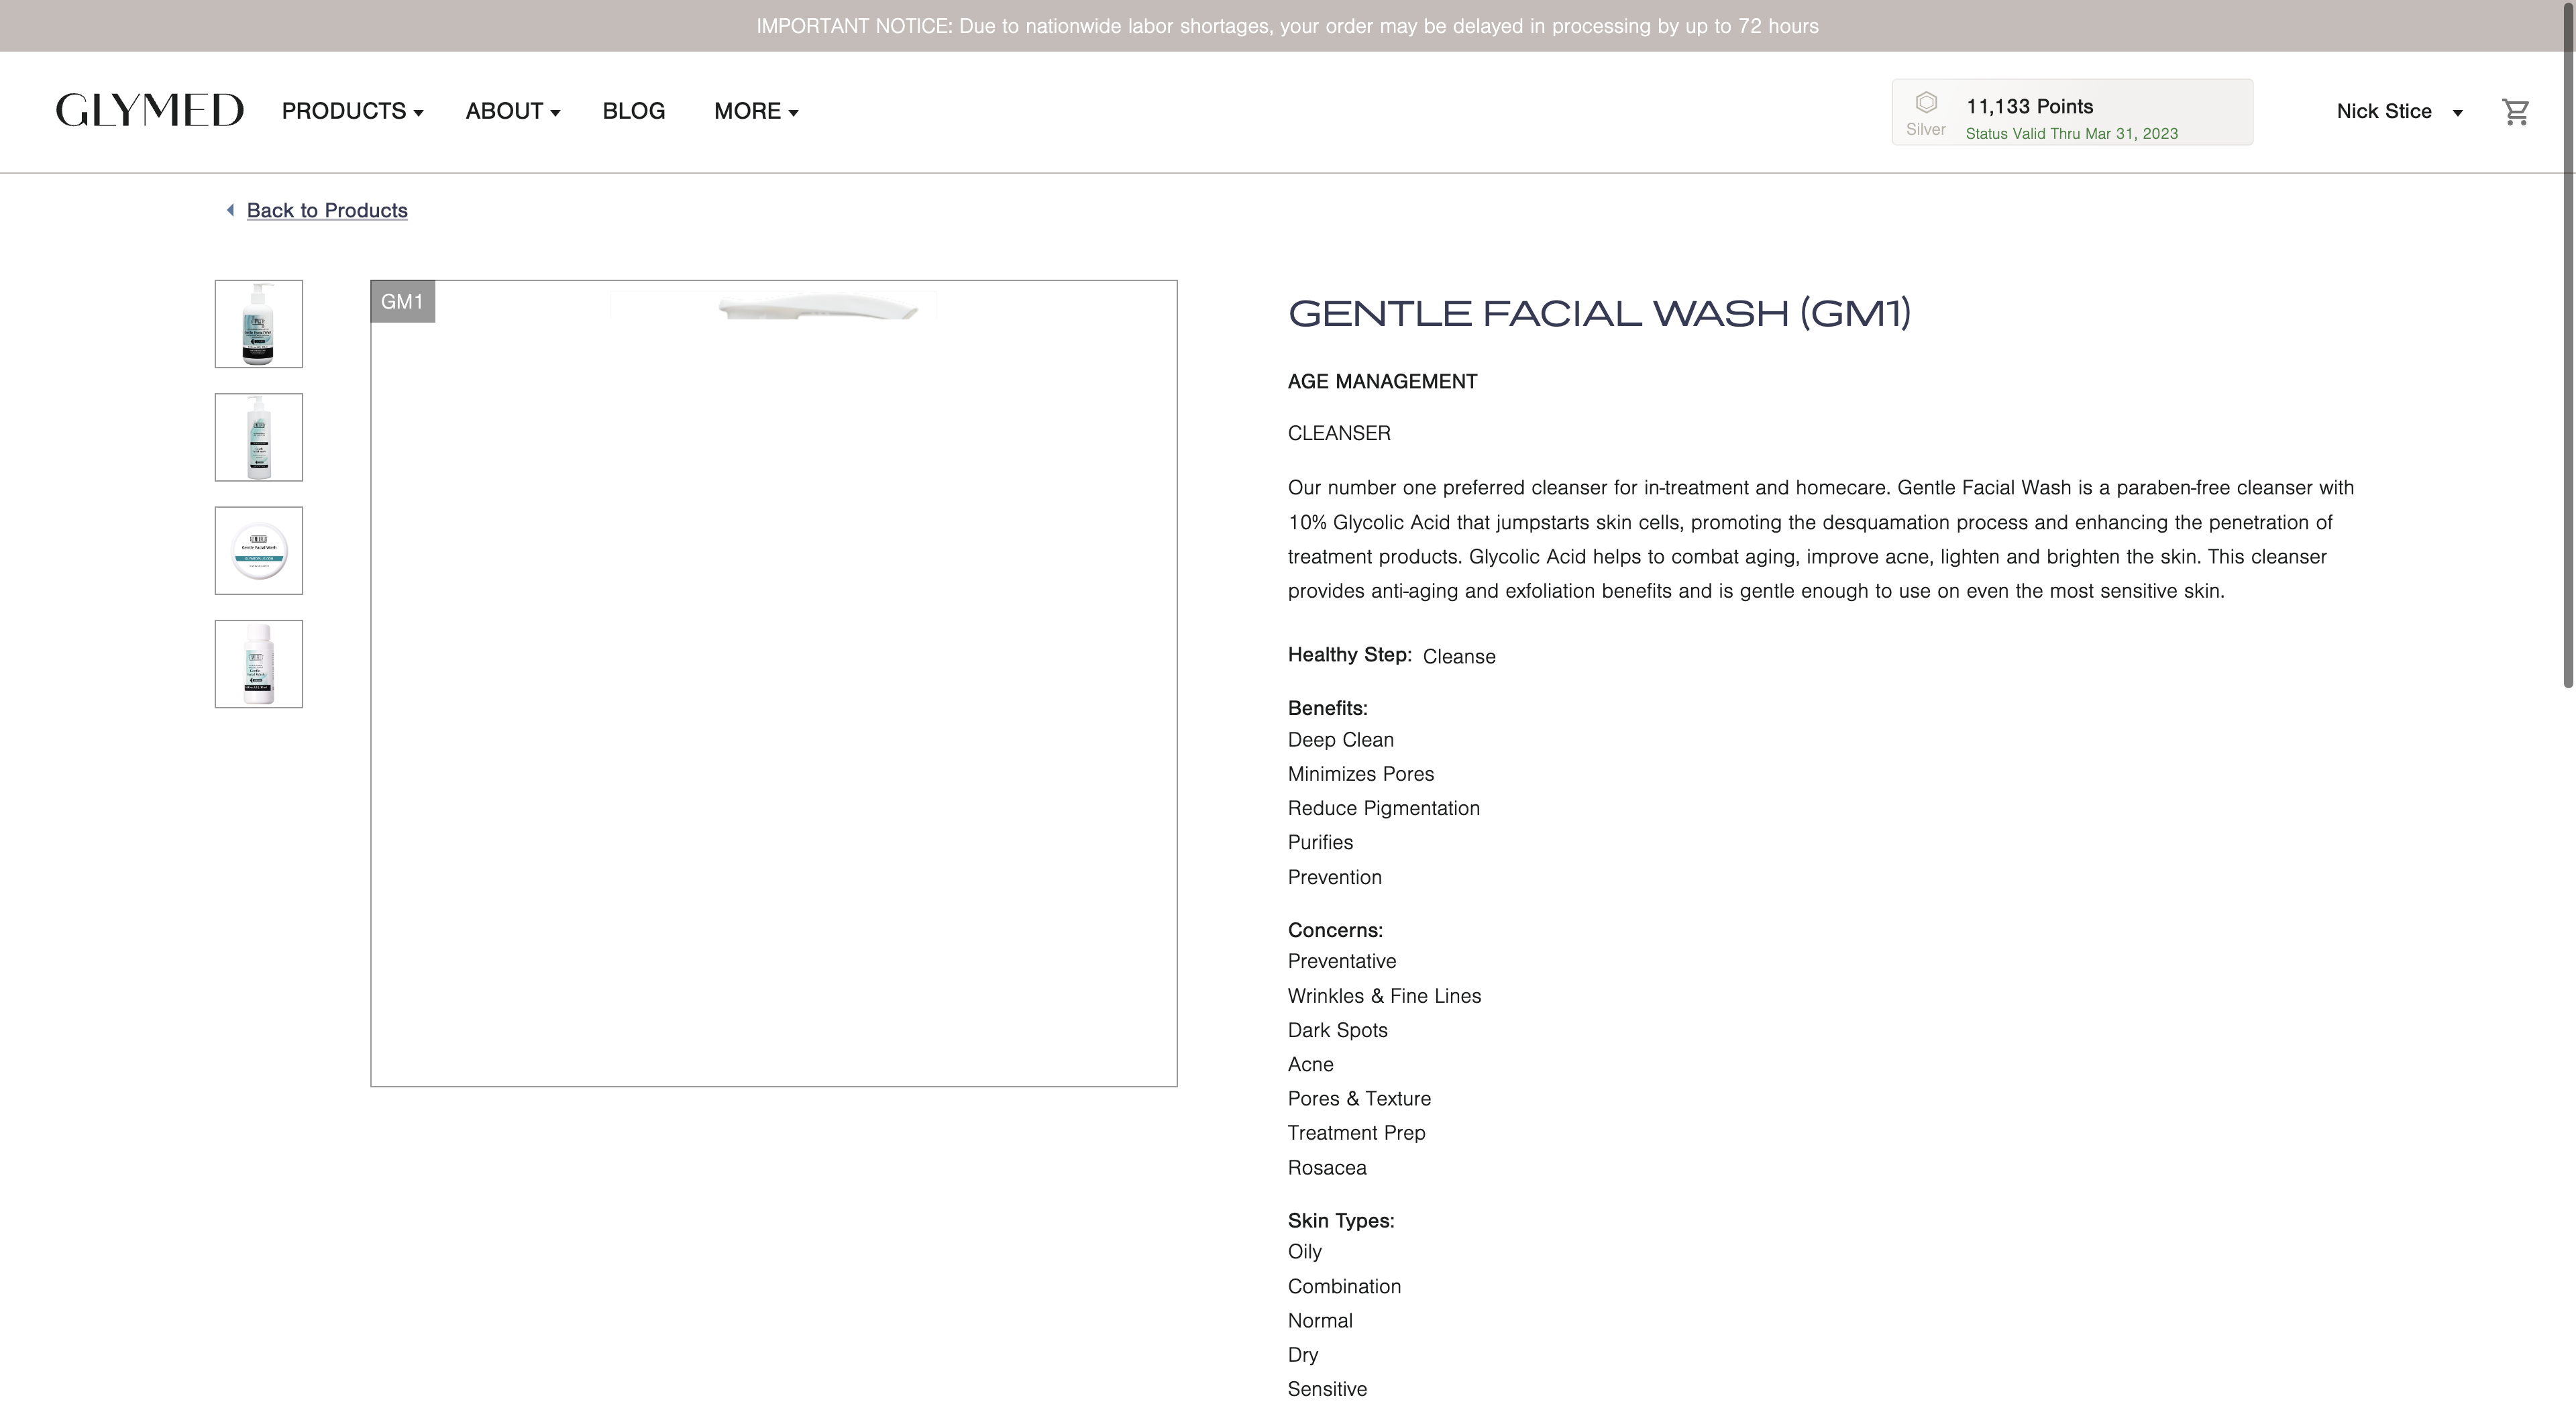 IMPORTANT NOTICE: Due to nationwide labor shortages, your order may be delayed in processing by up to 72 hours
GLYMED
PRODUCTS
ABOUT
BLOG
MORE
Silver
11,133 Points
Status Valid Thru Mar 31, 2023
Nick Stice
Back to Products
GM1
Gentle Facial Wash
GENTLE FACIAL WASH (GM1)
AGE MANAGEMENT
CLEANSER
Our number one preferred cleanser for in-treatment and homecare. Gentle Facial Wash is a paraben-free cleanser with
10% Glycolic Acid that jumpstarts skin cells, promoting the desquamation process and enhancing the penetration of
treatment products. Glycolic Acid helps to combat aging, improve acne, lighten and brighten the skin. This cleanser
provides anti-aging and exfoliation benefits and is gentle enough to use on even the most sensitive skin.
Healthy Step: Cleanse
Benefits:
Deep Clean
Minimizes Pores
Reduce Pigmentation
Purifies
Prevention
Concerns:
Preventative
Wrinkles & Fine Lines
Dark Spots
Acne
Pores & Texture
Treatment Prep
Rosacea
Skin Types:
Oily
Combination
Normal
Dry
Sensitive